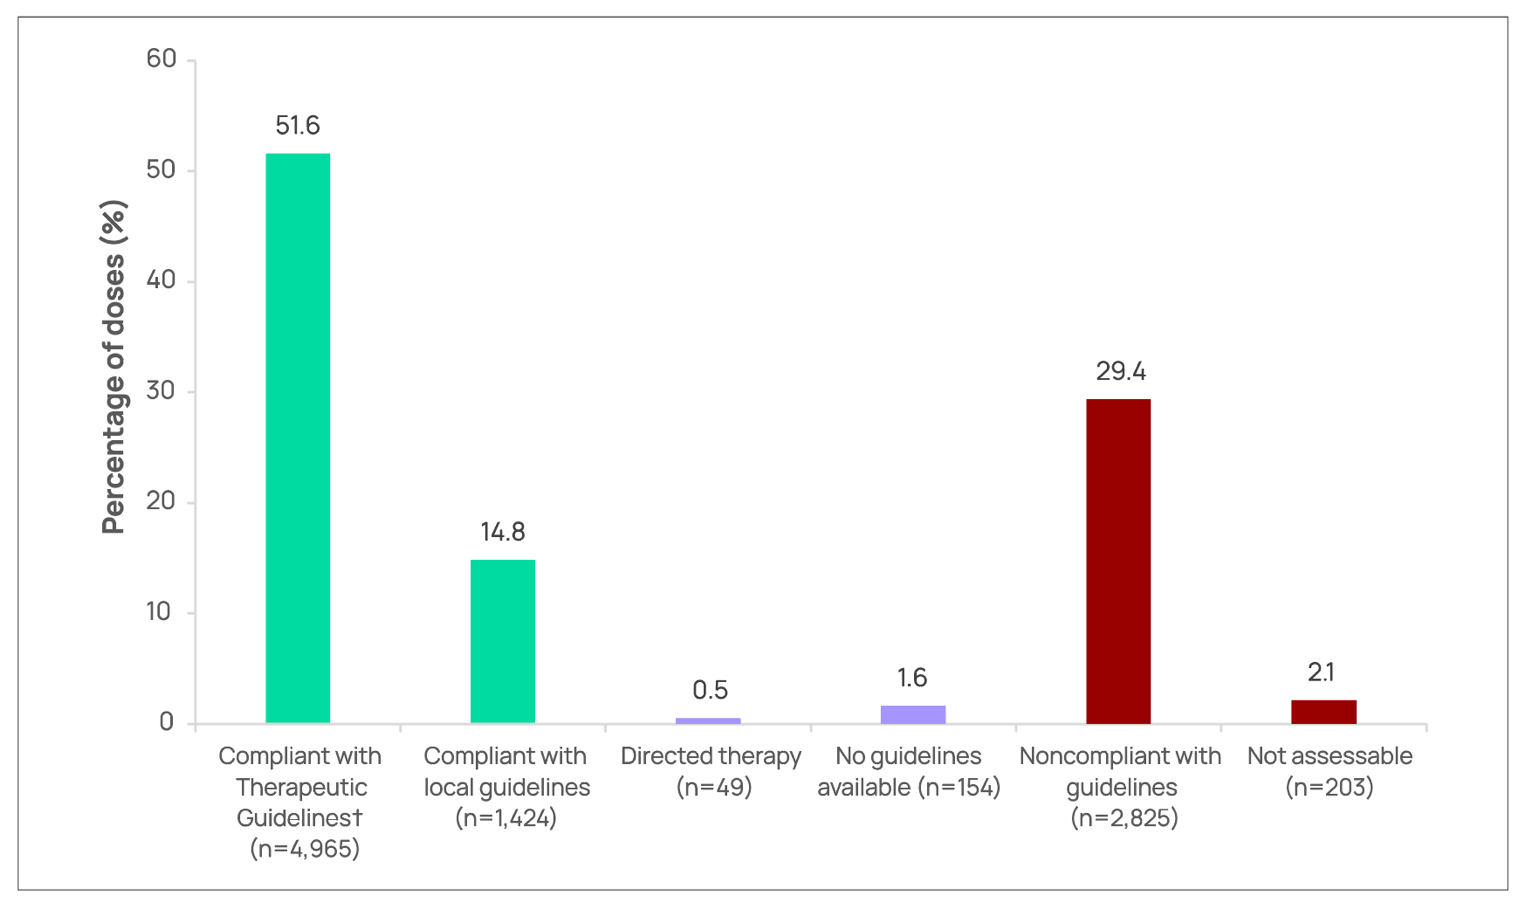 60
51.6
50
Percentage of doses (%)
40
29.4
30
20
14.8
10
2.1
1.6
0.5
0
Compliant with
Therapeutic
Guidelines†
(n=4,965)
Compliant with
local guidelines
(n=1,424)
Directed therapy
(n=49)
No guidelines
available (n=154)
Noncompliant with
guidelines
(n=2,825)
Not assessable
(n=203)